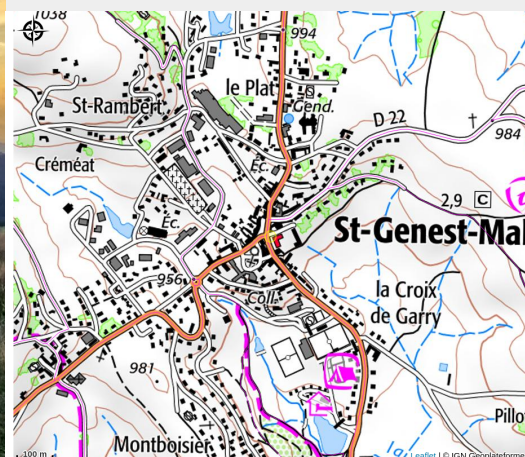 1038
994
le Plat
St-Rambert
Gend.
D 22
984
Créméat
Éc.
2,9 C
Éc.
St-Genest-Mal
956
Coll.
la Croix
de Garry
981
Pillo
Montboisier
100 m
Leaflet | © IGN Geoplateforme